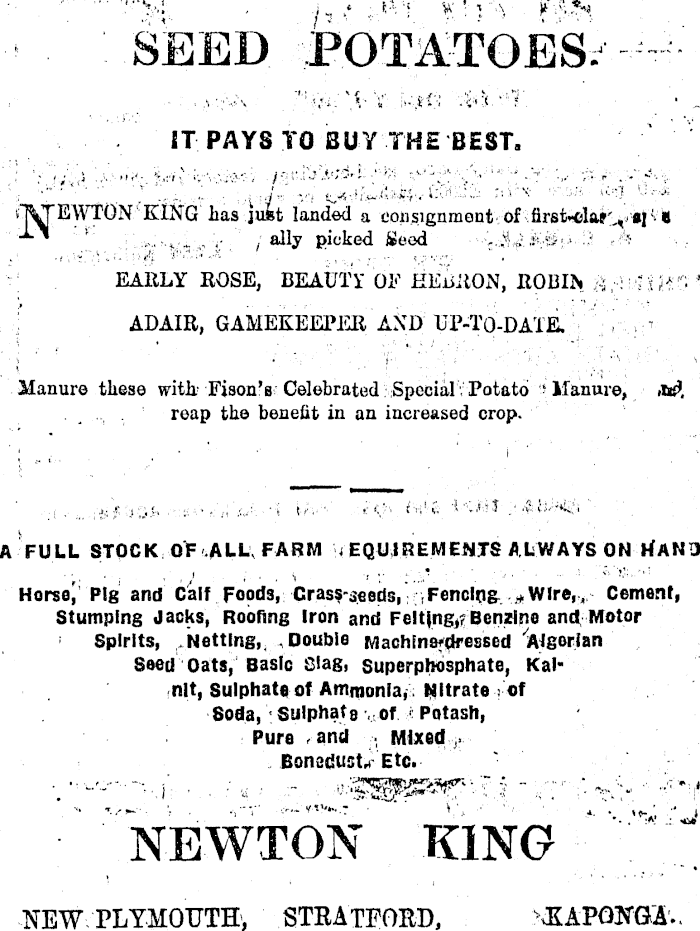 SEED POTATOES.
IT PAYS TO BUY THE BEST.
NEWTON KING has just landed a consignment of
ally picked Seed
EARLY ROSE, BEAUTY OF HEBRON, ROBIN
ADAIR, GAMEKEEPER AND UP-TO-DATE.
Manure these with Fison's Celebrated Special Potato Manure, and
reap the benefit in an increased crop.
A FULL STOCK OF ALL FARM EQUIREMENTS ALWAYS ON HAND
Horse, Pig and Calf Foods, Crass-seeds, Fencing Wire, Cement,
Stumping Jacks, Roofing Iron and Felting, Benzine and Motor
Spirits, Netting, Double Machine-dressed Algerian
Seed Oats, Basic Slag, Superphosphate, Kai-
nit, Sulphate of Ammonia, Nitrate of
Soda, Sulphate of Potash,
Pure and Mixed
Bonedust, Etc.
NEWTON KING
NEW PLYMOUTH, STRATFORD, KAPONGA.